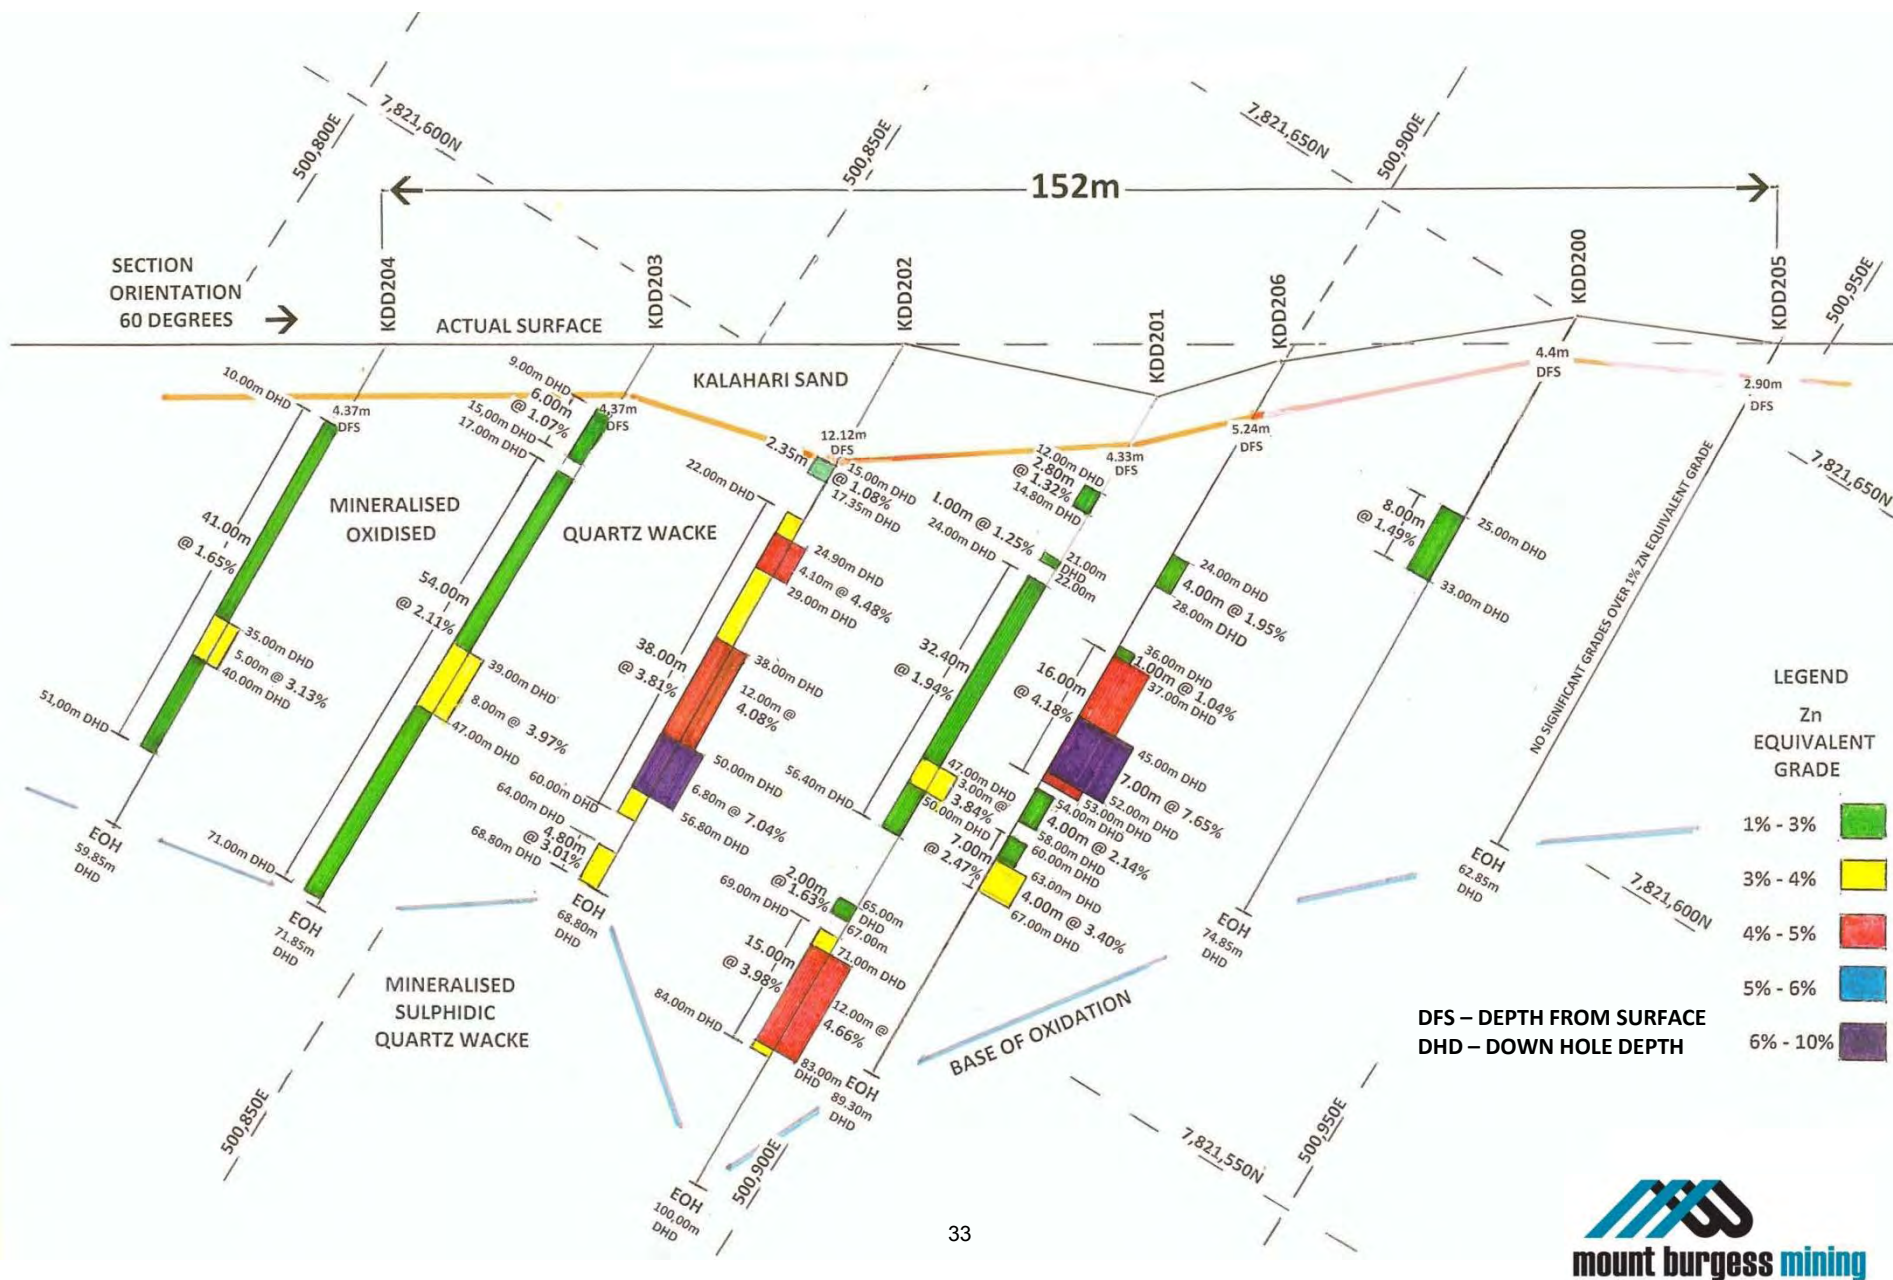 7,821,600N
500,800E
500,850E
7,821,650N
500,900E
152m
SECTION
ORIENTATION
60 DEGREES
KDD204
KDD203
KDD202
KDD201
KDD206
KDD200
KDD205
500,950E
ACTUAL SURFACE
KALAHARI SAND
10.00m DHD
4.37m
DFS
41.00m
@ 1.65%
35.00m DHD
5.00m @ 3.13%
40.00m DHD
51,00m DHD
EOH
59.85m
DHD
MINERALISED
OXIDISED
QUARTZ WACKE
9.00m DHD
6.00m
@ 1.07%
15,00m DHD
17.00m DHD
4,37m
DFS
54.00m
@ 2.11%
39.00m DHD
8.00m @ 3.97%
47.00m DHD
71.00m DHD
EOH
71.85m
DHD
12.12m
DFS
2.35m
@ 1.08%
15.00m DHD
17.35m DHD
22.00m DHD
24.90m DHD
4.10m @ 4.48%
29.00m DHD
38.00m
@ 3.81%
38.00m DHD
12.00m @
4.08%
50.00m DHD
6.80m @ 7.04%
56.80m DHD
60.00m DHD
64.00m DHD
4.80m
@ 3.01%
68.80m DHD
EOH
68.80m
DHD
4.33m
DFS
12.00m DHD
2.80m
@ 1.32%
14.80m DHD
1.00m @ 1.25%
24.00m DHD
21.00m
DHD
22.00m
32.40m
@ 1.94%
47.00m DHD
3.00m @
3.84%
50.00m DHD
56.40m DHD
2.00m
@ 1.63%
65.00m
DHD
67.00m
69.00m DHD
71.00m DHD
15.00m
@ 3.98%
12.00m @
4.66%
84.00m DHD
83.00m
DHD
EOH
100,00m
DHD
5.24m
DFS
24.00m DHD
4.00m @ 1.95%
28.00m DHD
36.00m DHD
1.00m @ 1.04%
37.00m DHD
16.00m
@ 4.18%
45.00m DHD
7.00m @ 7.65%
52.00m DHD
53.00m DHD
54.00m DHD
4.00m @ 2.14%
58.00m DHD
60.00m DHD
7.00m
@ 2.47%
63.00m DHD
4.00m @ 3.40%
67.00m DHD
EOH
89.30m
DHD
4.4m
DFS
8.00m
@ 1.49%
25.00m DHD
33.00m DHD
EOH
74.85m
DHD
2.90m
DFS
NO SIGNIFICANT GRADES OVER 1% ZN EQUIVALENT GRADE
EOH
62.85m
DHD
7,821,650N
7,821,600N
LEGEND
Zn
EQUIVALENT
GRADE
1% - 3%
3% - 4%
4% - 5%
5% - 6%
6% - 10%
MINERALISED
SULPHIDIC
QUARTZ WACKE
BASE OF OXIDATION
DFS – DEPTH FROM SURFACE
DHD – DOWN HOLE DEPTH
500,850E
500,900E
7,821,550N
500,950E
33
mount burgess mining